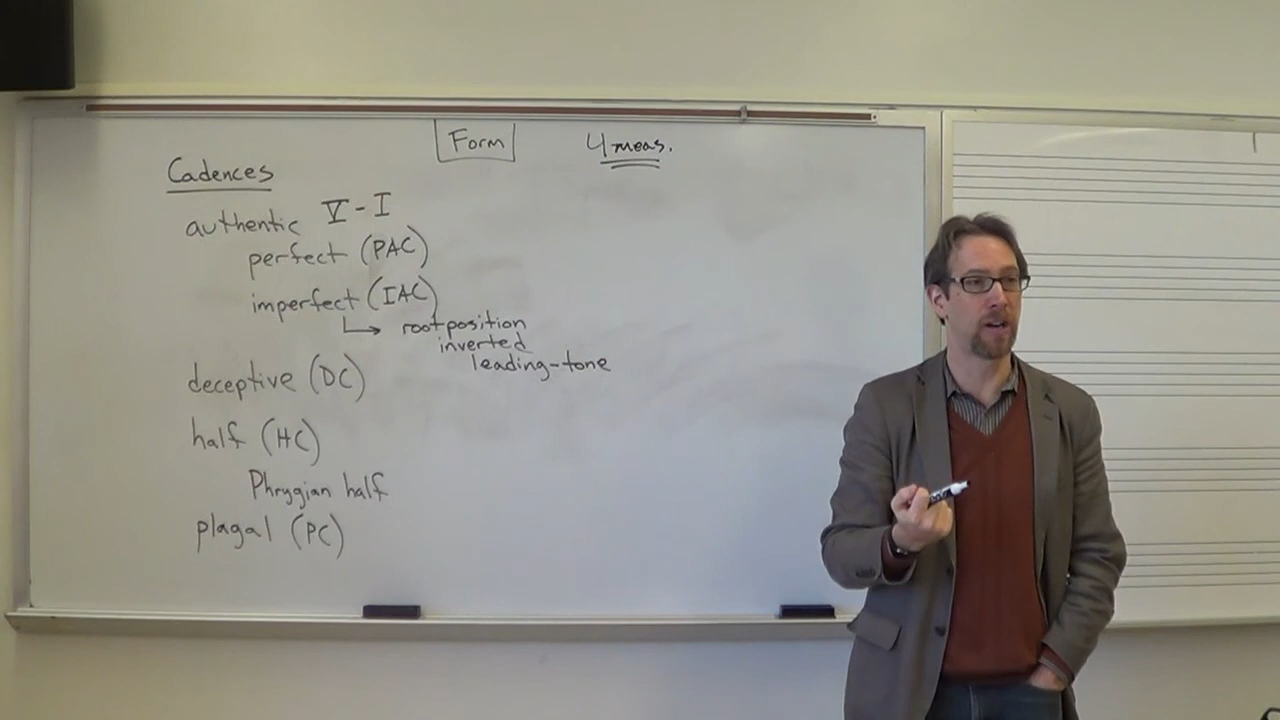 Form
4 meas.
Cadences
authentic V - I
perfect (PAC)
imperfect (IAC)
↳ root position
inverted
leading-tone
deceptive (DC)
half (HC)
Phrygian half
plagal (PC)